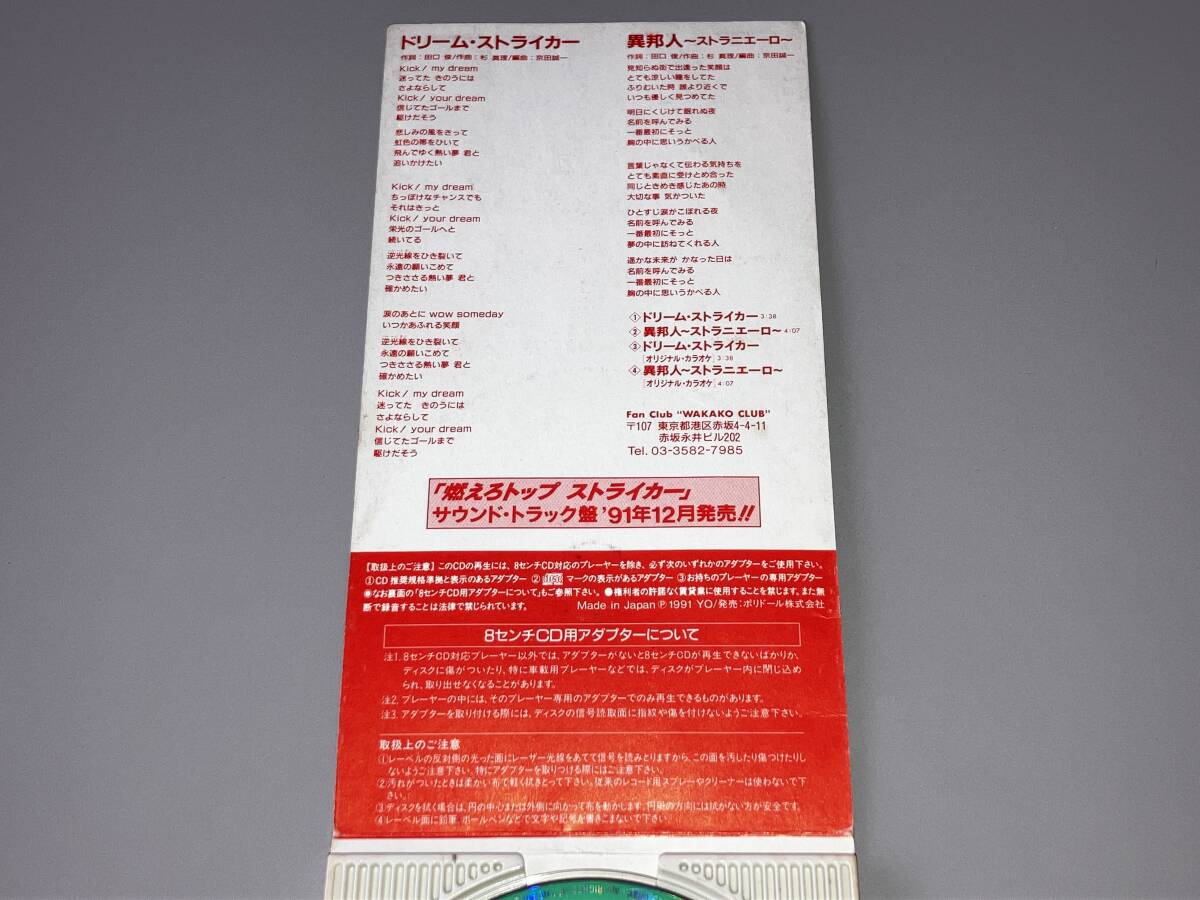 ドリーム・ストライカー
作詞：田口 俊/作曲：杉 真理/編曲：京田誠一
Kick! my dream
迷ってた きのうには
さよならして
Kick! your dream
信じてたゴールまで
駆けだそう
悲しみの風をきって
虹色の帯をひいて
飛んでゆく熱い夢 君と
追いかけたい
Kick! my dream
ちっぽけなチャンスでも
それはきっと
Kick! your dream
栄光のゴールへと
続いてる
逆光線をひき裂いて
永遠の願いこめて
つきささる熱い夢 君と
確かめたい
涙のあとに wow someday
いつかあふれる笑顔
逆光線をひき裂いて
永遠の願いこめて
つきささる熱い夢 君と
確かめたい
Kick! my dream
迷ってた きのうには
さよならして
Kick! your dream
信じてたゴールまで
駆けだそう
異邦人〜ストラニエーロ〜
作詞：田口 俊/作曲：杉 真理/編曲：京田誠一
見知らぬ街で出逢った笑顔は
とても涼しい瞳をしてた
ふりむいた時 誰より近くで
いつも優しく見つめてた
明日にくじけて眠れぬ夜
名前を呼んでみる
一番最初にそっと
胸の中に思いうかべる人
言葉じゃなくて伝わる気持ちを
とても素直に受けとめ合った
同じときめき感じたあの時
大切な事 気がついた
ひとすじ涙がこぼれる夜
名前を呼んでみる
一番最初にそっと
夢の中に訪ねてくれる人
遥かな未来が かなった日は
名前を呼んでみる
一番最初にそっと
胸の中に思いうかべる人
①ドリーム・ストライカー 3:38
②異邦人〜ストラニエーロ〜 4:07
③ドリーム・ストライカー
[オリジナル・カラオケ] 3:38
④異邦人〜ストラニエーロ〜
[オリジナル・カラオケ] 4:07
Fan Club "WAKAKO CLUB"
〒107 東京都港区赤坂4-4-11
赤坂永井ビル202
Tel. 03-3582-7985
「燃えろトップ ストライカー」
サウンド・トラック盤 '91年12月発売!!
【取扱上のご注意】このCDの再生には、8センチCD対応のプレーヤーを除き、必ず次のいずれかのアダプターをご使用下さい。
①CD推奨規格準拠と表示のあるアダプター ② マークの表示があるアダプター ③お持ちのプレーヤーの専用アダプター
●なお裏面の「8センチCD用アダプターについて」もご参照下さい。●権利者の許諾なく賃貸業に使用することを禁じます。また無
断で録音することは法律で禁じられています。 Made in Japan Ⓟ1991 YO/発売：ポリドール株式会社
8センチCD用アダプターについて
注1. 8センチCD対応プレーヤー以外では、アダプターがないと8センチCDが再生できないばかりか、
ディスクに傷がついたり、特に車載用プレーヤーなどでは、ディスクがプレーヤー内に閉じ込め
られ、取り出せなくなることがあります。
注2. プレーヤーの中には、そのプレーヤー専用のアダプターでのみ再生できるものがあります。
注3. アダプターを取り付ける際には、ディスクの信号読取面に指紋や傷を付けないようご注意下さい。
取扱上のご注意
①レーベルの反対側の光った面にレーザー光線をあてて信号を読みとりますから、この面を汚したり傷つけたりし
ないようご注意下さい。特にアダプターを取りつける際にはご注意下さい。
②汚れがついたときは柔かい布で軽く拭きとって下さい。従来のレコード用スプレーやクリーナーは使わないで下
さい。
③ディスクを拭く場合は、円の中心または外側に向かって布を動かします。円周の方向には拭かない方が安全です。
④レーベル面に鉛筆、ボールペンなどで文字や記号を書きこまないで下さい。